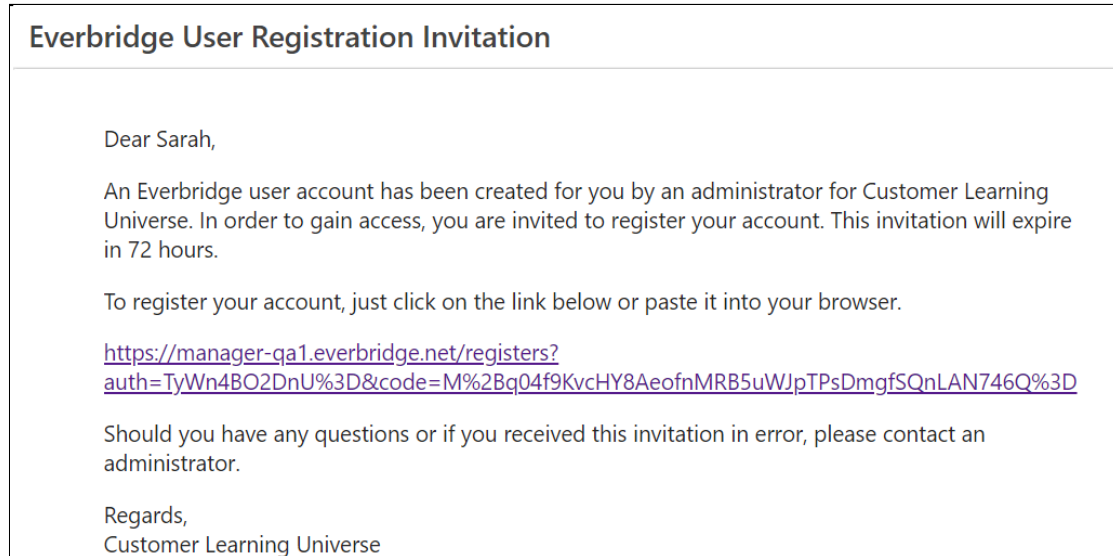 Everbridge User Registration Invitation
Dear Sarah,
An Everbridge user account has been created for you by an administrator for Customer Learning
Universe. In order to gain access, you are invited to register your account. This invitation will expire
in 72 hours.
To register your account, just click on the link below or paste it into your browser.
https://manager-qa1.everbridge.net/registers?
auth=TyWn4BO2DnU%3D&code=M%2Bq04f9KvcHY8AeofnMRB5uWJpTPsDmgfSQnLAN746Q%3D
Should you have any questions or if you received this invitation in error, please contact an
administrator.
Regards,
Customer Learning Universe